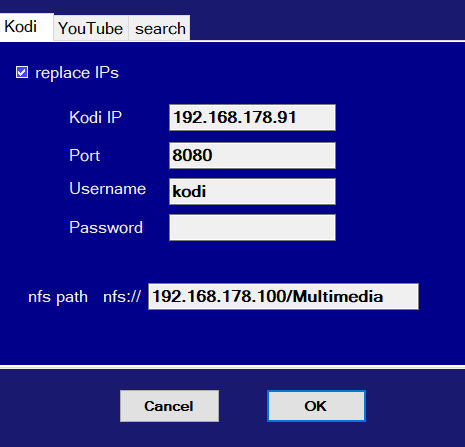 Kodi YouTube search
replace IPs
Kodi IP 192.168.178.91
Port 8080
Username kodi
Password
nfs path nfs:// 192.168.178.100/Multimedia
Cancel OK